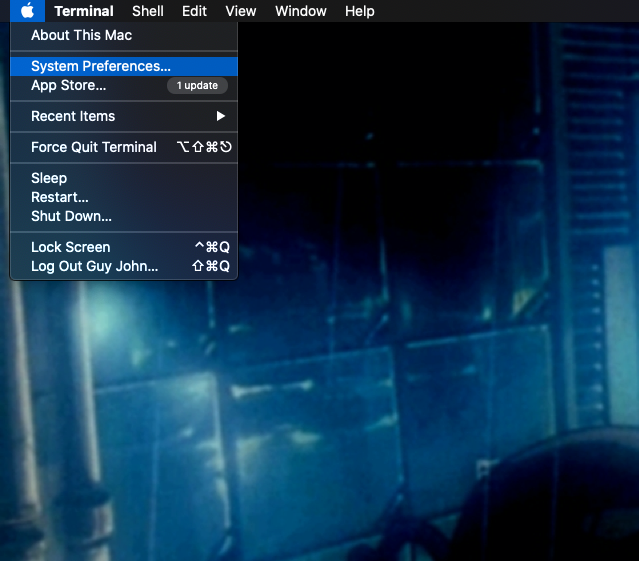 Terminal Shell Edit View Window Help
About This Mac
System Preferences...
App Store... 1 update
Recent Items ▶
Force Quit Terminal ⌥⇧⌘⎋
Sleep
Restart...
Shut Down...
Lock Screen ^⌘Q
Log Out Guy John... ⇧⌘Q